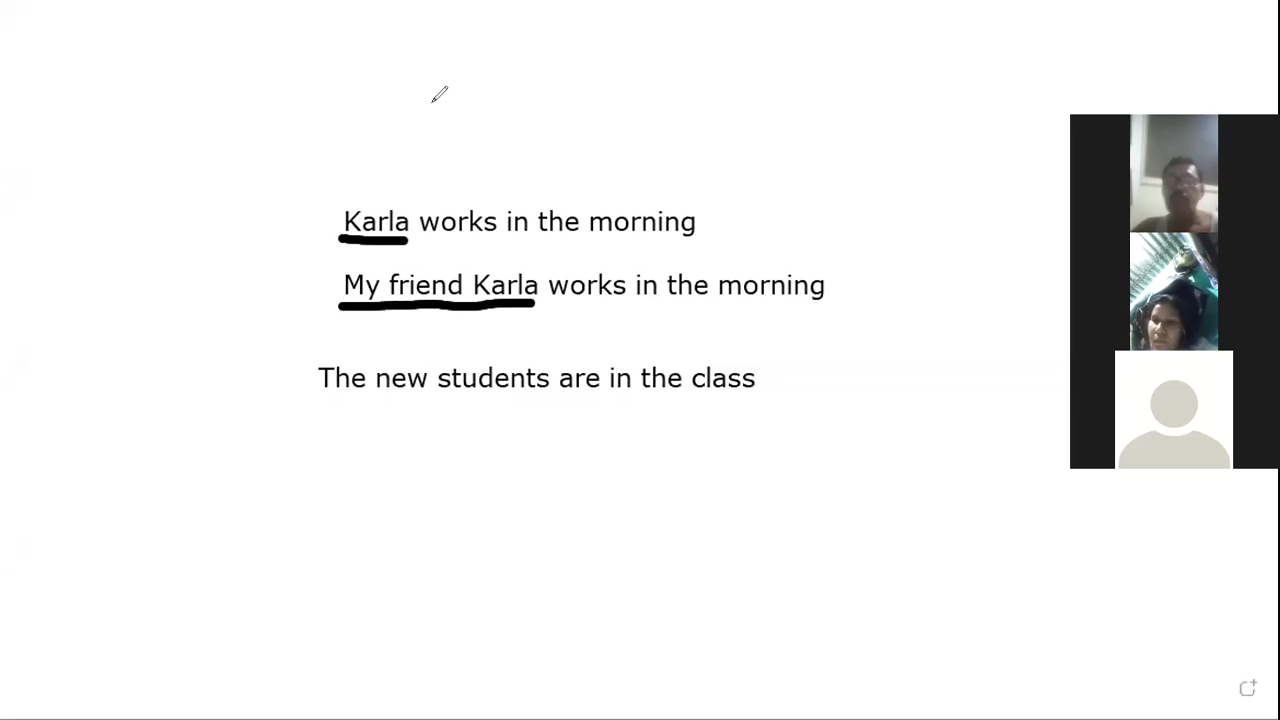 Karla works in the morning
My friend Karla works in the morning
The new students are in the class